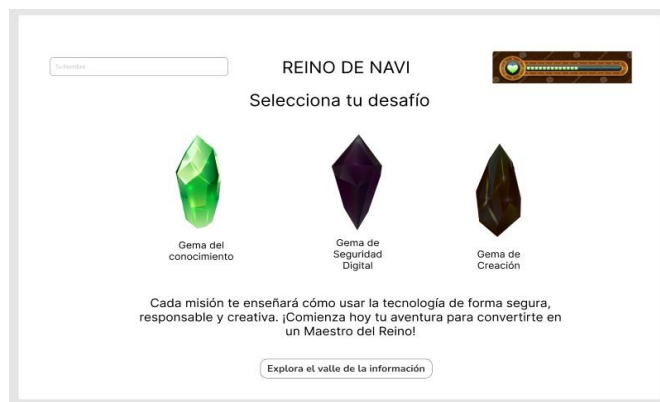 Tu Nombre
REINO DE NAVI
Selecciona tu desafío
Gema del
conocimiento
Gema de
Seguridad
Digital
Gema de
Creación
Cada misión te enseñará cómo usar la tecnología de forma segura,
responsable y creativa. ¡Comienza hoy tu aventura para convertirte en
un Maestro del Reino!
Explora el valle de la información